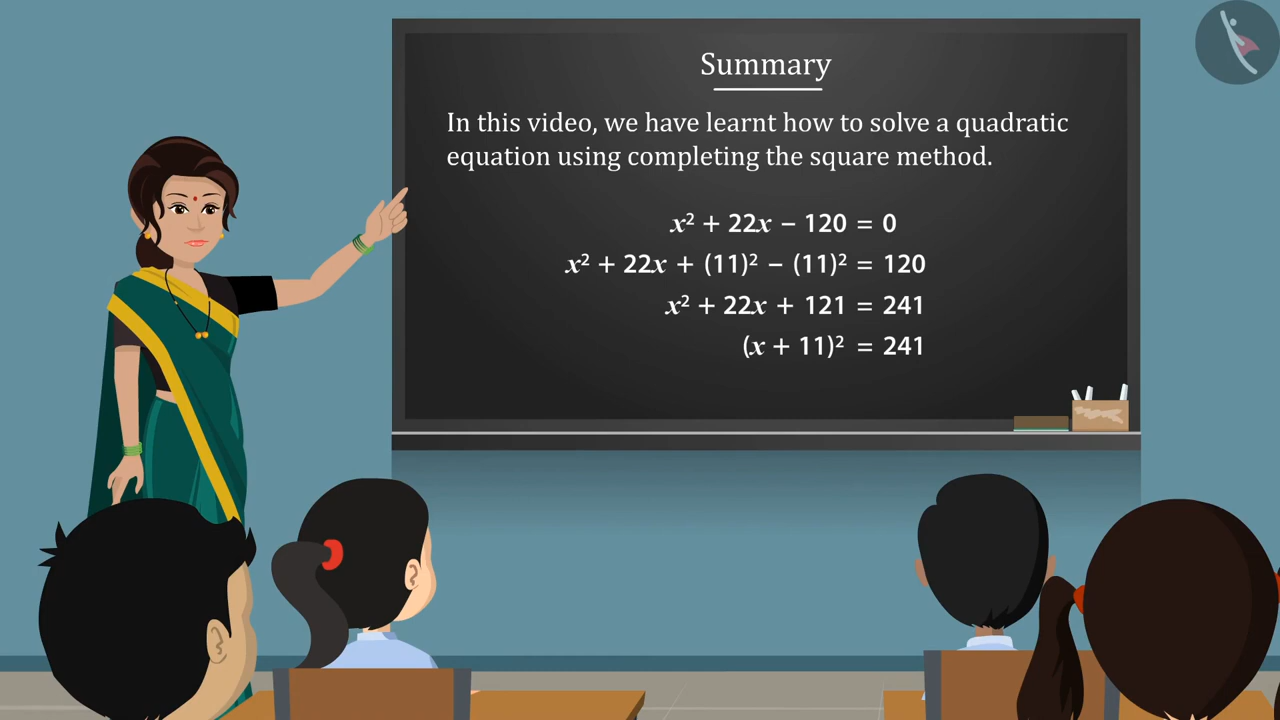 Summary
In this video, we have learnt how to solve a quadratic
equation using completing the square method.
x² + 22x − 120 = 0
x² + 22x + (11)² − (11)² = 120
x² + 22x + 121 = 241
(x + 11)² = 241